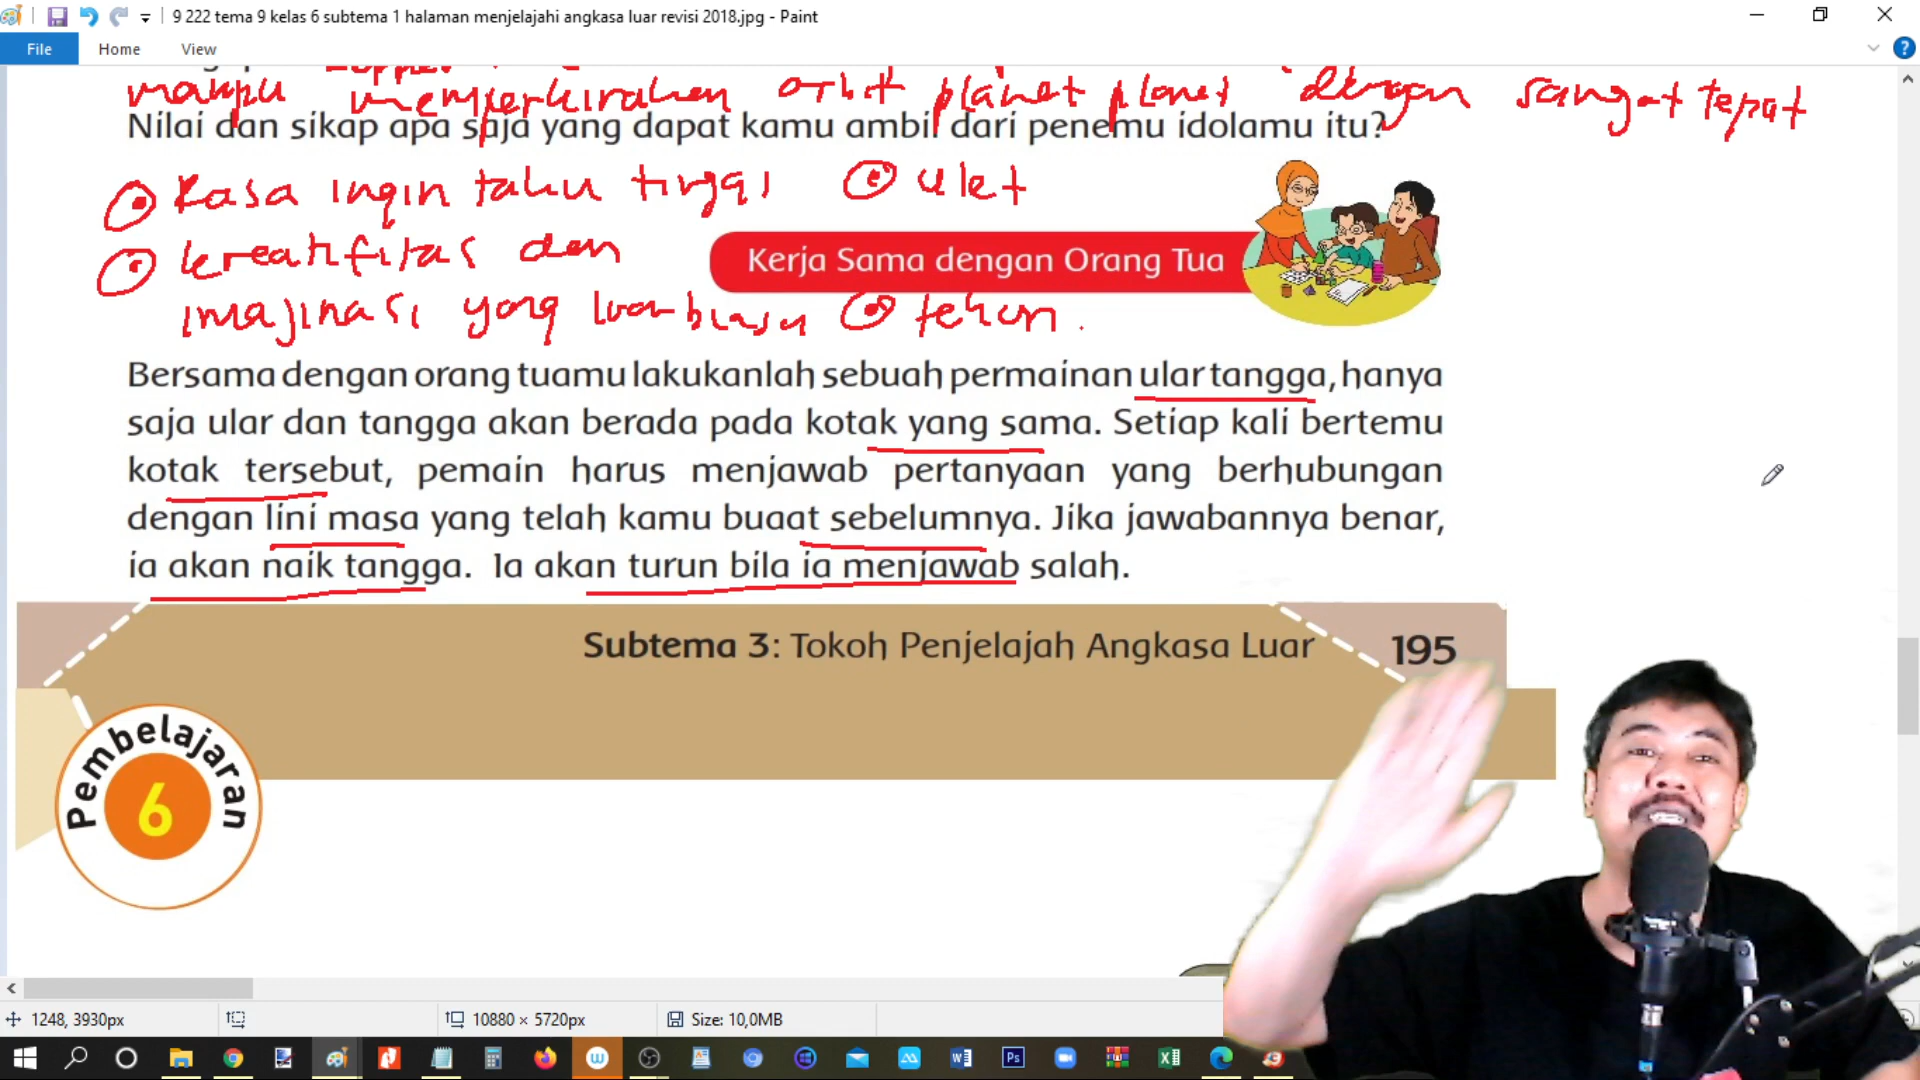 9 222 tema 9 kelas 6 subtema 1 halaman menjelajahi angkasa luar revisi 2018.jpg - Paint
File Home View
mampu memperkirakan orbit planet planet dengan sangat tepat
Nilai dan sikap apa saja yang dapat kamu ambil dari penemu idolamu itu?
Rasa ingin tahu tinggi ulet
kreatifitas dan
Kerja Sama dengan Orang Tua
imajinasi yang luar biasa tekun.
Bersama dengan orang tuamu lakukanlah sebuah permainan ular tangga, hanya
saja ular dan tangga akan berada pada kotak yang sama. Setiap kali bertemu
kotak tersebut, pemain harus menjawab pertanyaan yang berhubungan
dengan lini masa yang telah kamu buaat sebelumnya. Jika jawabannya benar,
ia akan naik tangga. Ia akan turun bila ia menjawab salah.
Subtema 3: Tokoh Penjelajah Angkasa Luar 195
Pembelajaran
6
1248, 3930px 10880 × 5720px Size: 10,0MB